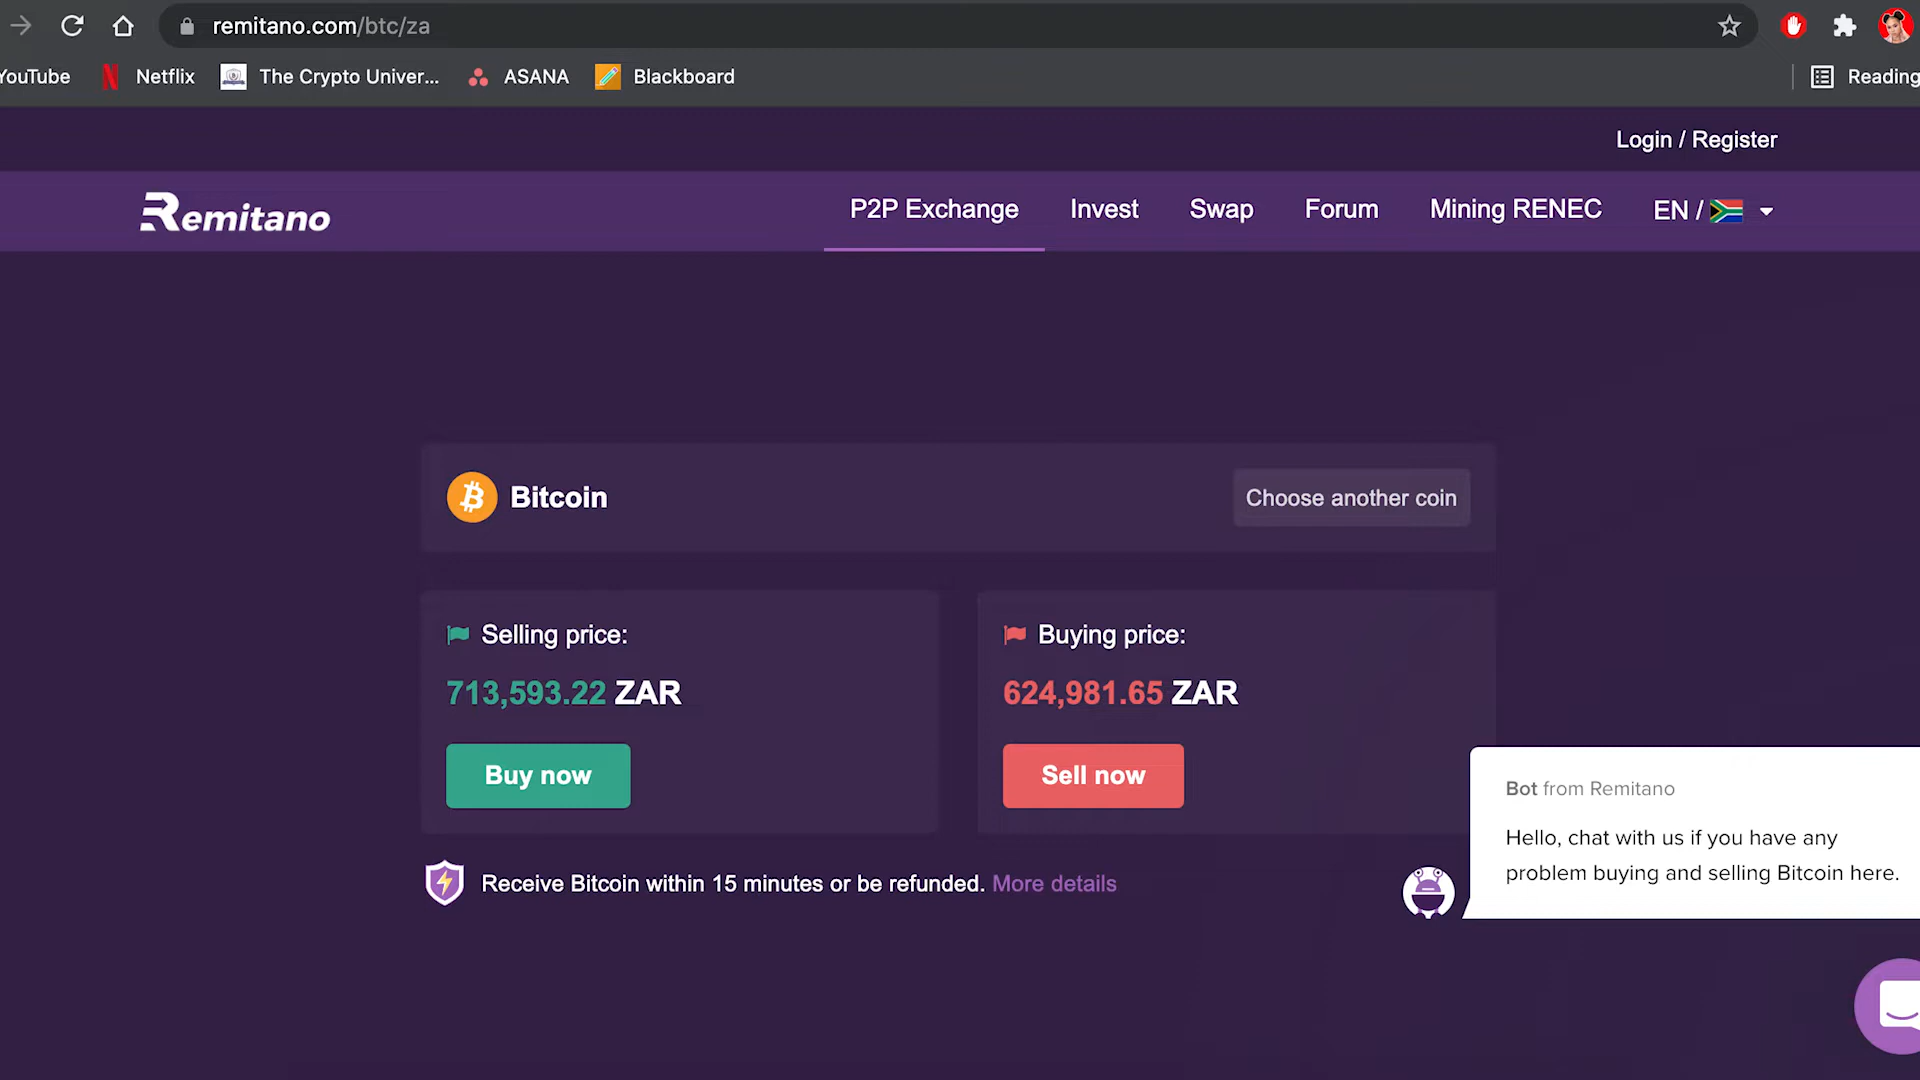 remitano.com/btc/za
YouTube Netflix The Crypto Univer... ASANA Blackboard Reading
Login / Register
Remitano P2P Exchange Invest Swap Forum Mining RENEC EN /
Bitcoin Choose another coin
Selling price: Buying price:
713,593.22 ZAR 624,981.65 ZAR
Buy now Sell now
Receive Bitcoin within 15 minutes or be refunded. More details
Bot from Remitano
Hello, chat with us if you have any
problem buying and selling Bitcoin here.